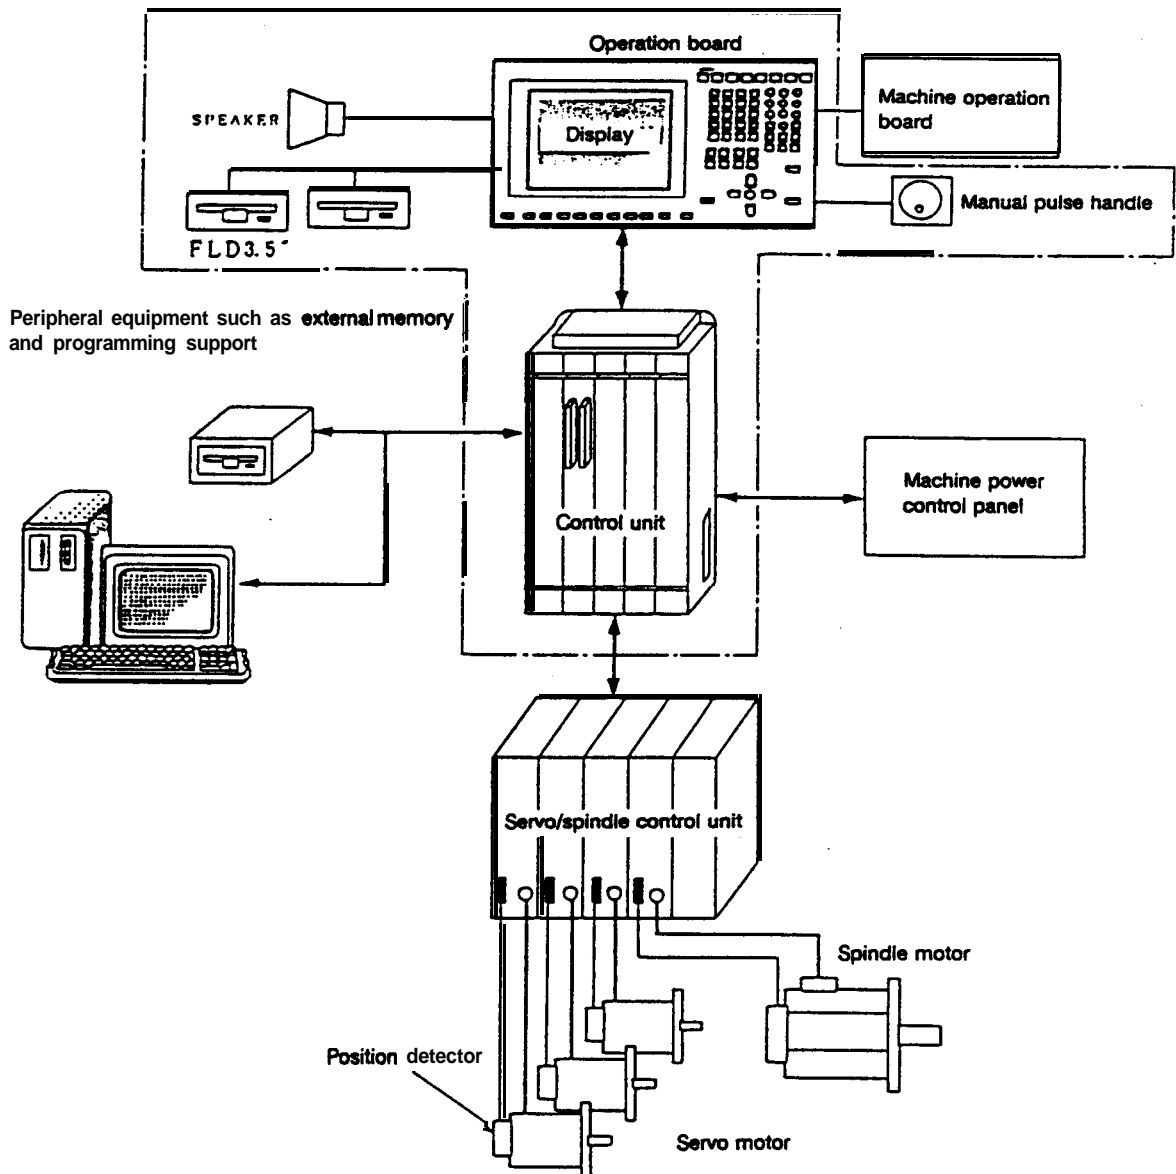 Operation board
SPEAKER
Display
Machine operation
board
Manual pulse handle
FLD3.5"
Peripheral equipment such as external memory
and programming support
Control unit
Machine power
control panel
Servo/spindle control unit
Spindle motor
Position detector
Servo motor